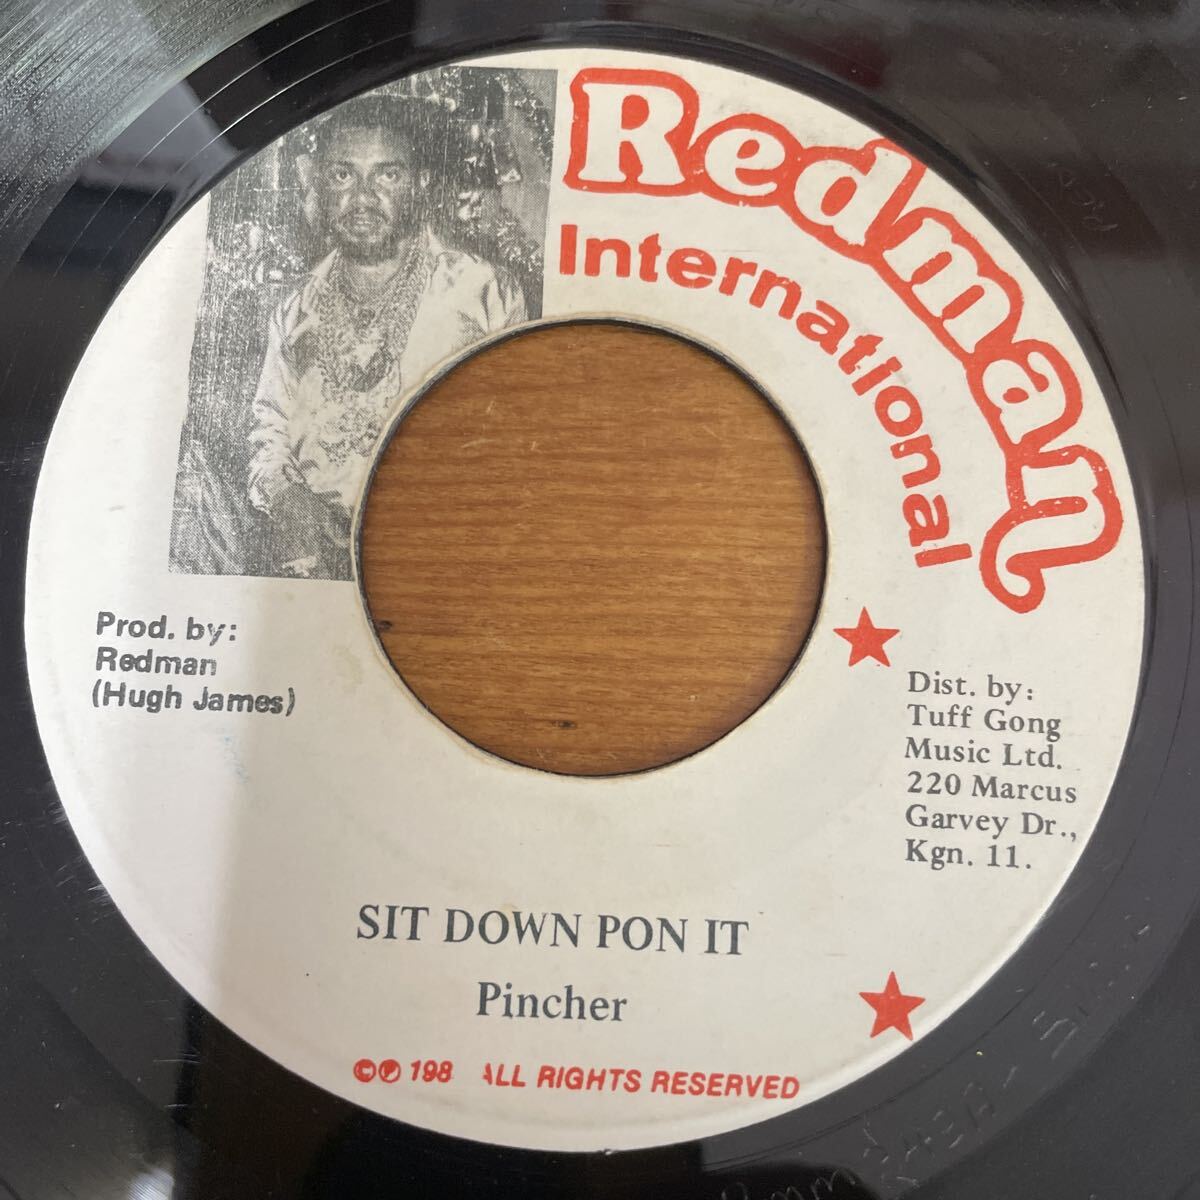 Redman
International
Prod. by:
Redman
(Hugh James)
Dist. by:
Tuff Gong
Music Ltd.
220 Marcus
Garvey Dr.,
Kgn. 11.
SIT DOWN PON IT
Pincher
©℗ 198 ALL RIGHTS RESERVED